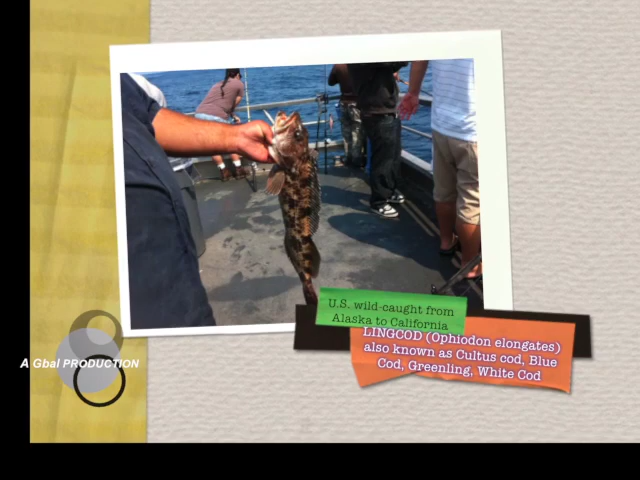 U.S. wild-caught from
Alaska to California
LINGCOD (Ophiodon elongates)
also known as Cultus cod, Blue
Cod, Greenling, White Cod
A Gbal PRODUCTION